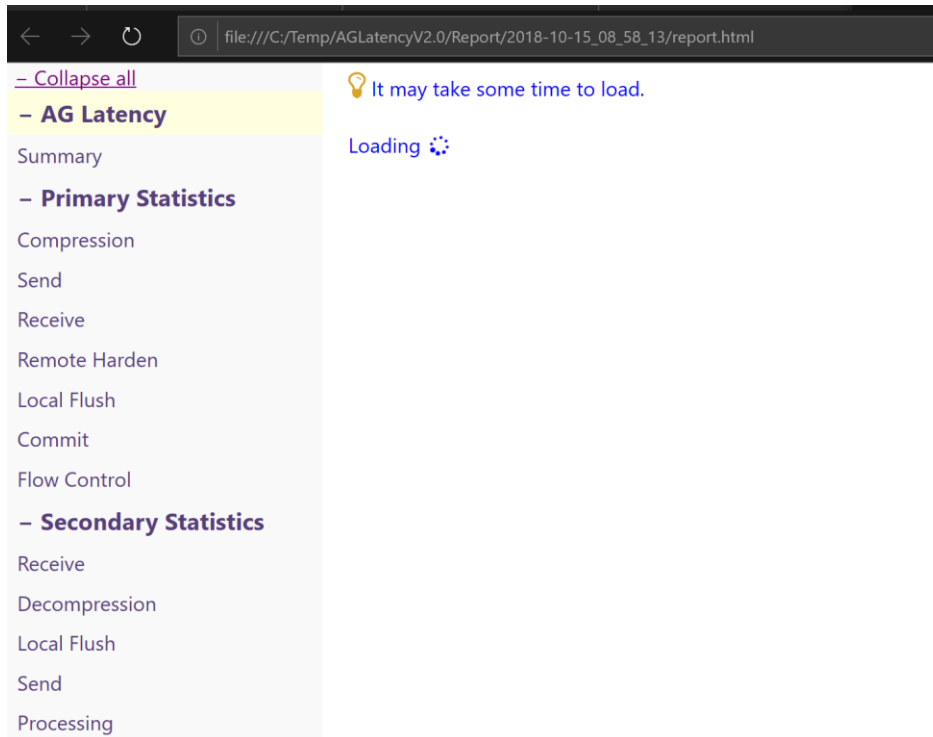 file:///C:/Temp/AGLatencyV2.0/Report/2018-10-15_08_58_13/report.html
– Collapse all
– AG Latency
Summary
– Primary Statistics
Compression
Send
Receive
Remote Harden
Local Flush
Commit
Flow Control
– Secondary Statistics
Receive
Decompression
Local Flush
Send
Processing
It may take some time to load.
Loading